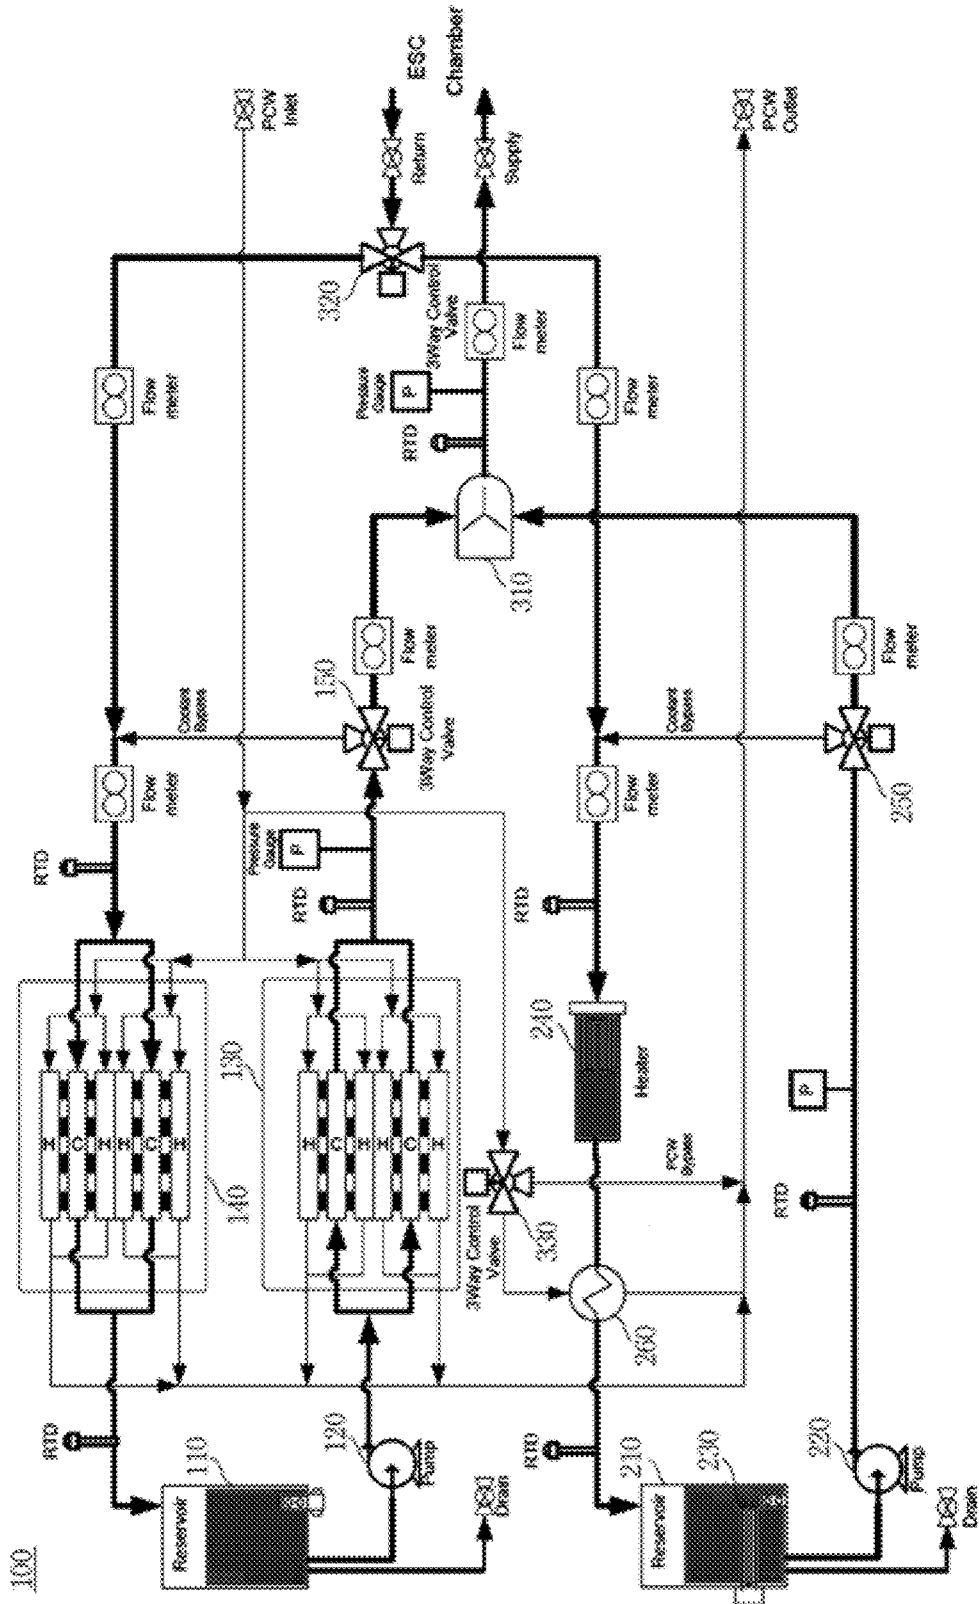 100
RTD
RTD
140
H
C
H
H
C
H
Flow
meter
Flow
meter
Reservoir
110
Coolant
Bypass
PCW
Inlet
130
H
C
H
H
C
H
Pressure
Gauge
P
RTD
150
320
Return
ESC
120
Pump
3Way Control
Valve
Flow
meter
Pressure
Gauge
P
RTD
3Way Control
Valve
Chamber
Drain
3Way Control
Valve
330
310
Flow
meter
Supply
RTD
RTD
240
Heater
260
Flow
meter
Flow
meter
Reservoir
210
230
PCW
Bypass
Coolant
Bypass
PCW
Outlet
RTD
P
220
Pump
250
Flow
meter
Drain